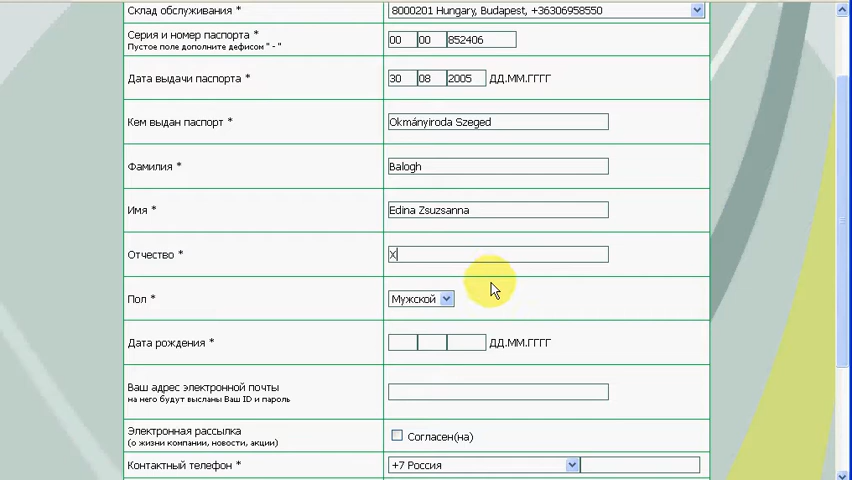 Склад обслуживания * 8000201 Hungary, Budapest, +36306958550
Серия и номер паспорта * 00 00 852406
Пустое поле дополните дефисом " - "
Дата выдачи паспорта * 30 08 2005 ДД.ММ.ГГГГ
Кем выдан паспорт * Okmányiroda Szeged
Фамилия * Balogh
Имя * Edina Zsuzsanna
Отчество * X
Пол * Мужской
Дата рождения * ДД.ММ.ГГГГ
Ваш адрес электронной почты
на него будут высланы Ваш ID и пароль
Электронная рассылка
(о жизни компании, новости, акции) Согласен(на)
Контактный телефон * +7 Россия